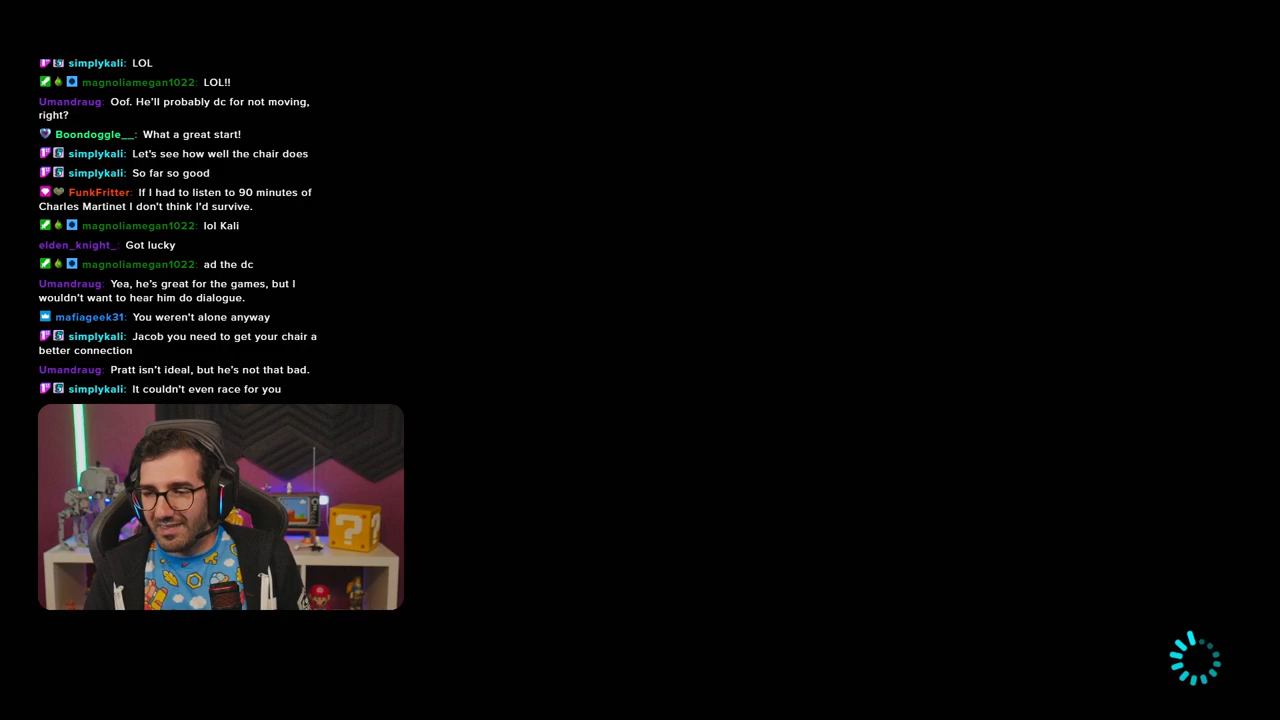 simplykali: LOL
magnoliamegan1022: LOL!!
Umandraug: Oof. He'll probably dc for not moving,
right?
Boondoggle__: What a great start!
simplykali: Let's see how well the chair does
simplykali: So far so good
FunkFritter: If I had to listen to 90 minutes of
Charles Martinet I don't think I'd survive.
magnoliamegan1022: lol Kali
elden_knight_: Got lucky
magnoliamegan1022: ad the dc
Umandraug: Yea, he's great for the games, but I
wouldn't want to hear him do dialogue.
mafiageek31: You weren't alone anyway
simplykali: Jacob you need to get your chair a
better connection
Umandraug: Pratt isn't ideal, but he's not that bad.
simplykali: It couldn't even race for you
?